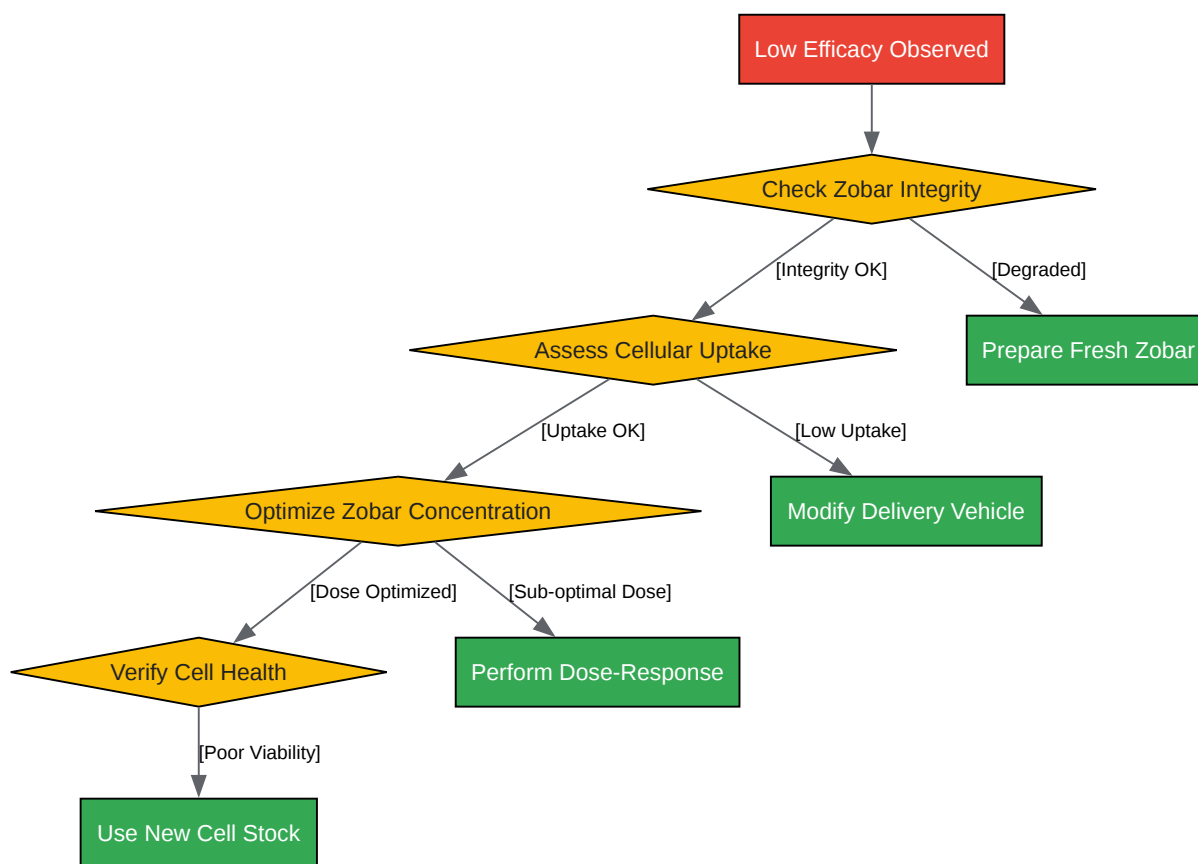 Low Efficacy Observed
Check Zobar Integrity
[Integrity OK]
[Degraded]
Assess Cellular Uptake
Prepare Fresh Zobar
[Uptake OK]
[Low Uptake]
Optimize Zobar Concentration
Modify Delivery Vehicle
[Dose Optimized]
[Sub-optimal Dose]
Verify Cell Health
Perform Dose-Response
[Poor Viability]
Use New Cell Stock